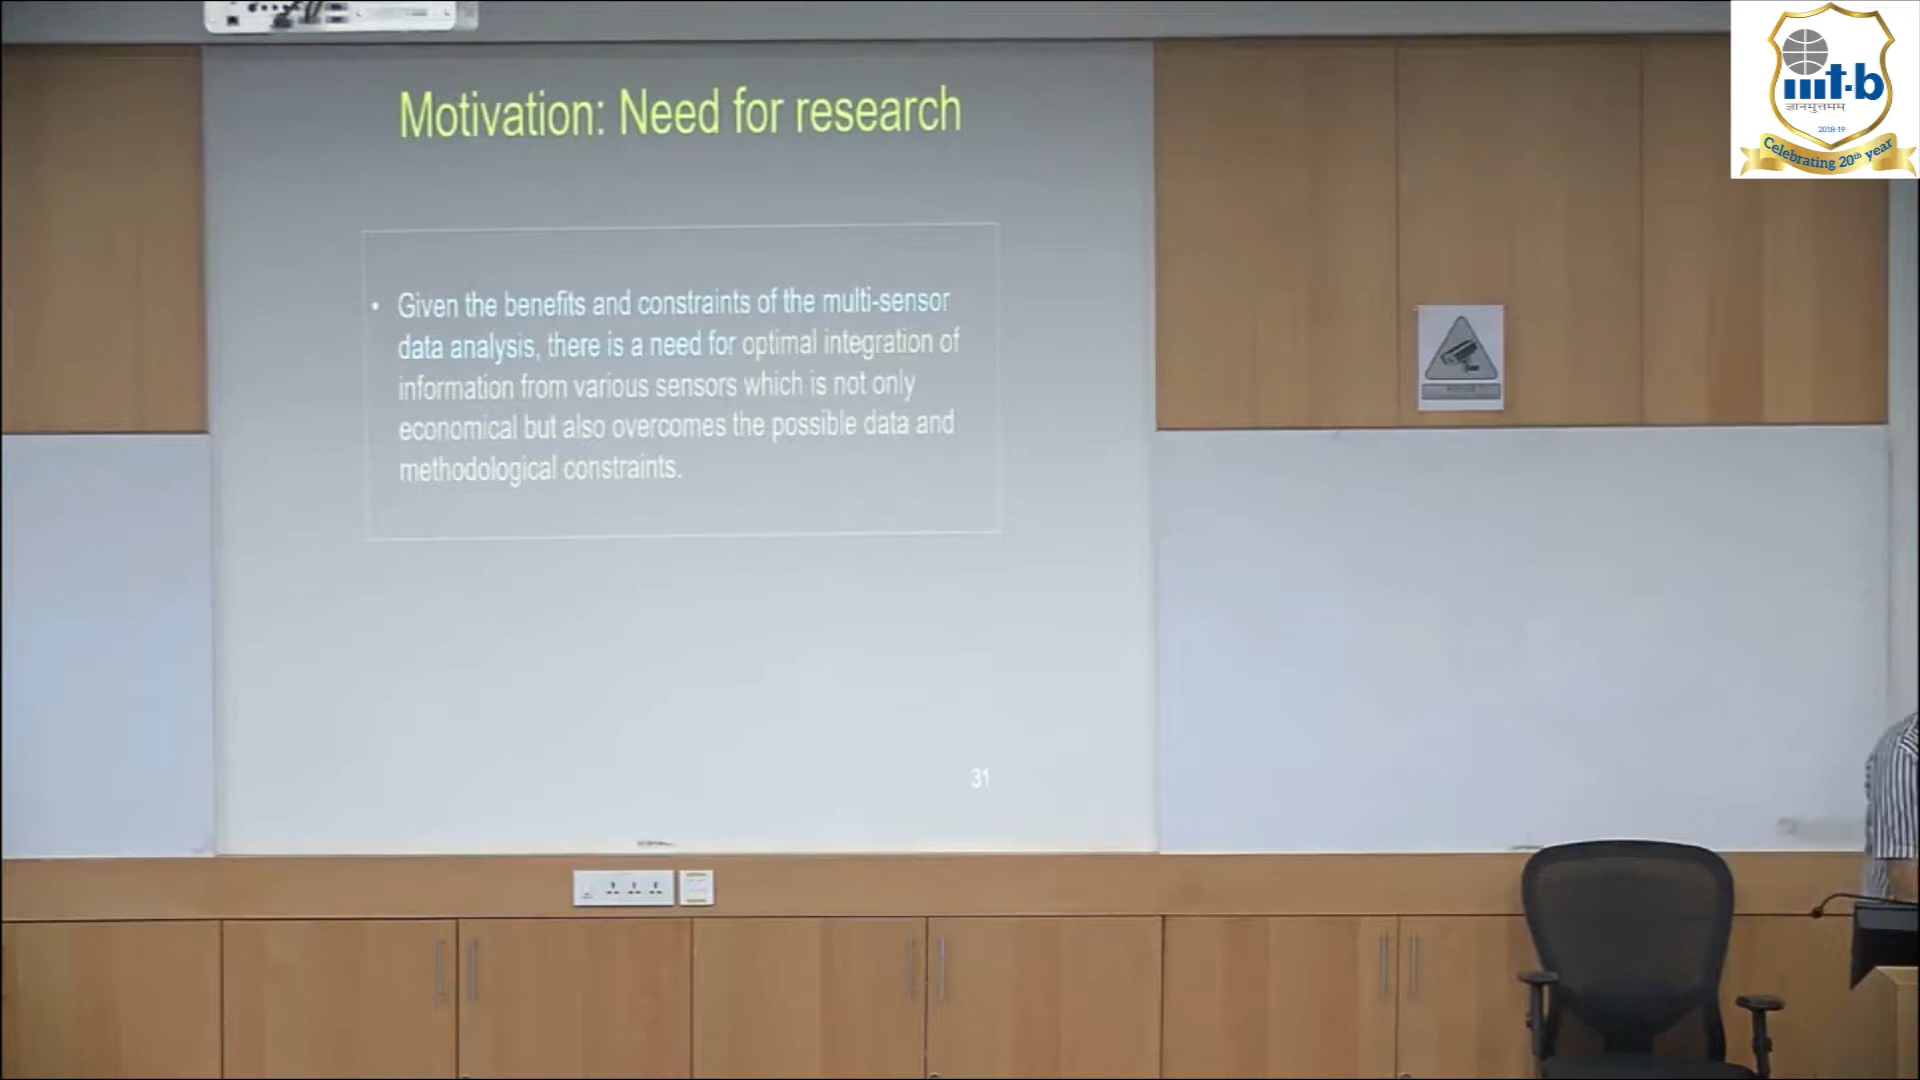 Motivation: Need for research
• Given the benefits and constraints of the multi-sensor
data analysis, there is a need for optimal integration of
information from various sensors which is not only
economical but also overcomes the possible data and
methodological constraints.
31
iiit-b
ज्ञानमुत्तमम
2018-19
Celebrating 20th year